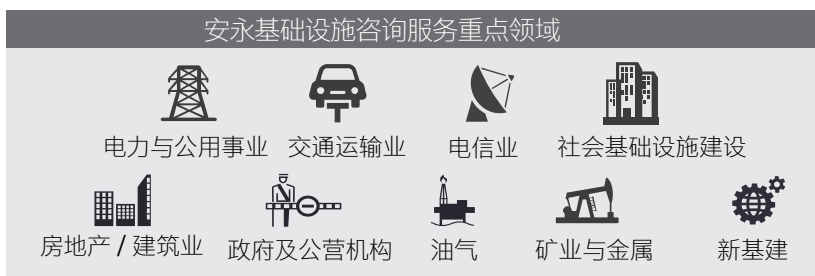 安永基础设施咨询服务重点领域
电力与公用事业 交通运输业 电信业 社会基础设施建设
房地产 / 建筑业 政府及公营机构 油气 矿业与金属 新基建